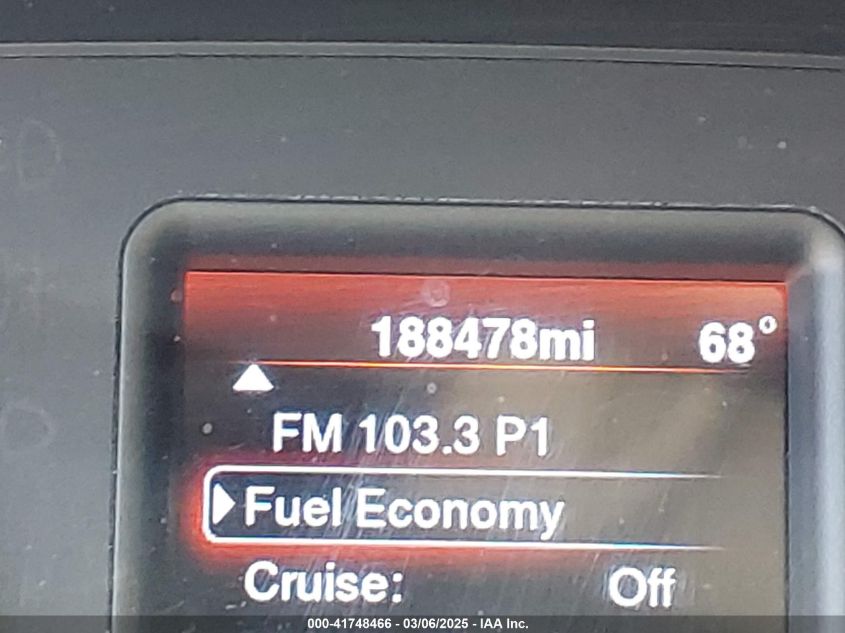 188478mi 68°
FM 103.3 P1
Fuel Economy
Cruise: Off
000-41748466 - 03/06/2025 - IAA Inc.